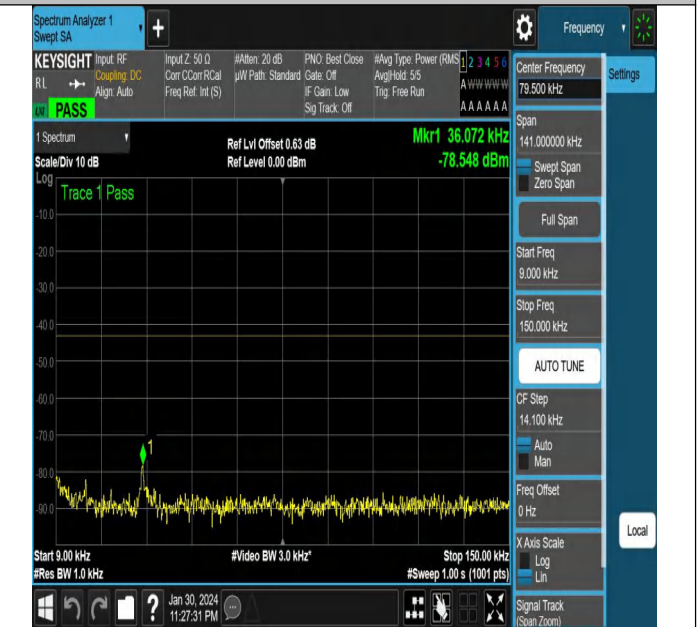 Spectrum Analyzer 1
Swept SA
+
Frequency
KEYSIGHT
RL
PASS
Input: RF
Coupling: DC
Align: Auto
Input Z: 50 Ω
Corr CCorr RCal
Freq Ref: Int (S)
#Atten: 20 dB
µW Path: Standard
PNO: Best Close
Gate: Off
IF Gain: Low
Sig Track: Off
#Avg Type: Power (RMS
Avg|Hold: 5/5
Trig: Free Run
1 2 3 4 5 6
A W W W W W
A A A A A A
1 Spectrum
Scale/Div 10 dB
Log
Ref Lvl Offset 0.63 dB
Ref Level 0.00 dBm
Mkr1 36.072 kHz
-78.548 dBm
Trace 1 Pass
-10.0
-20.0
-30.0
-40.0
-50.0
-60.0
-70.0
-80.0
-90.0
1
Start 9.00 kHz
#Res BW 1.0 kHz
#Video BW 3.0 kHz*
Stop 150.00 kHz
#Sweep 1.00 s (1001 pts)
Jan 30, 2024
11:27:31 PM
?
Center Frequency
79.500 kHz
Span
141.000000 kHz
Swept Span
Zero Span
Full Span
Start Freq
9.000 kHz
Stop Freq
150.000 kHz
AUTO TUNE
CF Step
14.100 kHz
Auto
Man
Freq Offset
0 Hz
X Axis Scale
Log
Lin
Signal Track
(Span Zoom)
Settings
Local